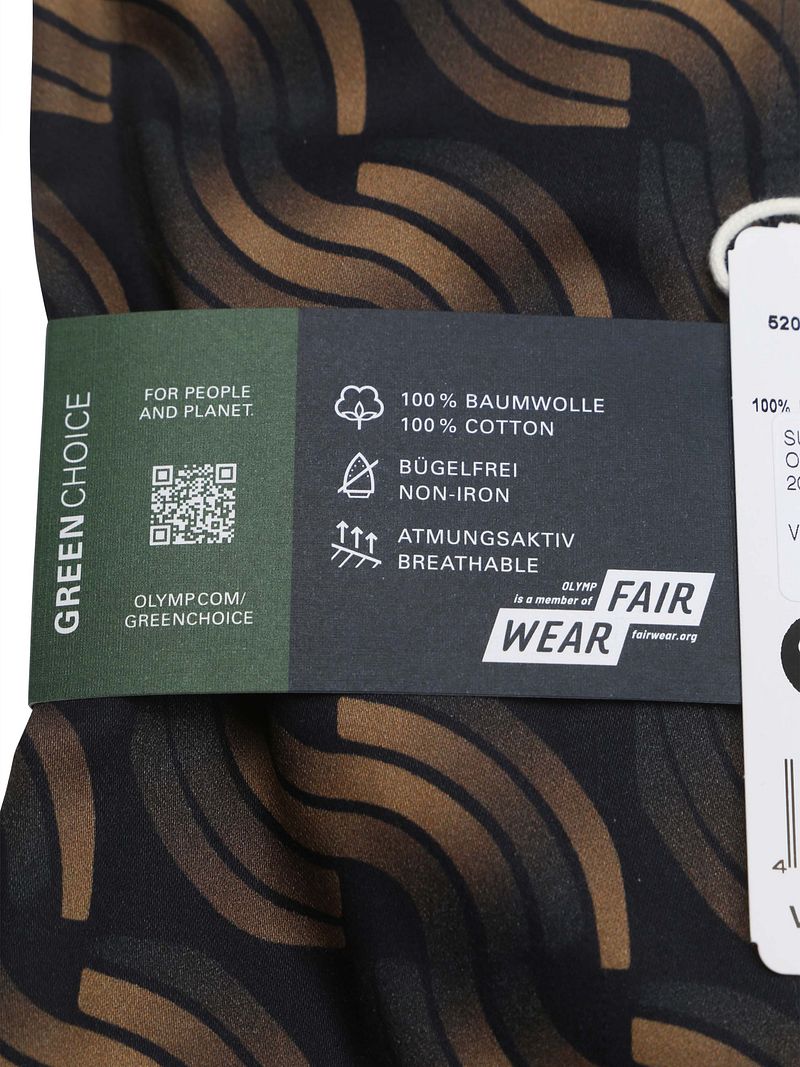 GREEN CHOICE
FOR PEOPLE
AND PLANET.
OLYMP.COM/
GREENCHOICE
100 % BAUMWOLLE
100 % COTTON
BÜGELFREI
NON-IRON
ATMUNGSAKTIV
BREATHABLE
OLYMP
is a member of
FAIR
WEAR
fairwear.org
520
100%
4